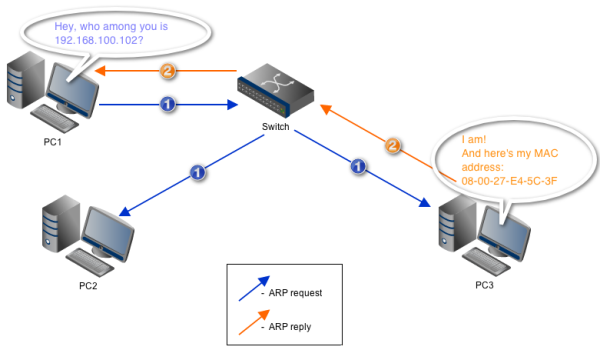 Hey, who among you is
192.168.100.102?
2
1
PC1
Switch
I am!
And here's my MAC
address:
08-00-27-E4-5C-3F
2
1
1
PC2
PC3
- ARP request
- ARP reply